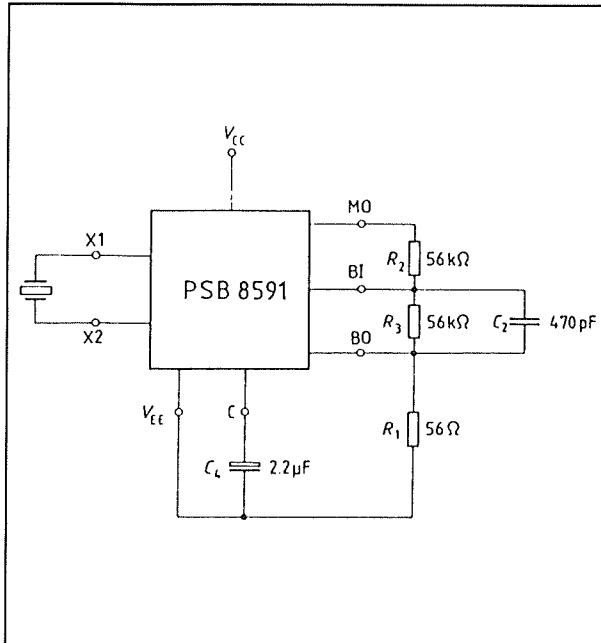 V_CC
MO
X1
R_2 56kΩ
PSB 8591
BI
R_3 56kΩ
C_2 470pF
X2
BO
V_EE
C
R_1 56Ω
C_4 2.2µF